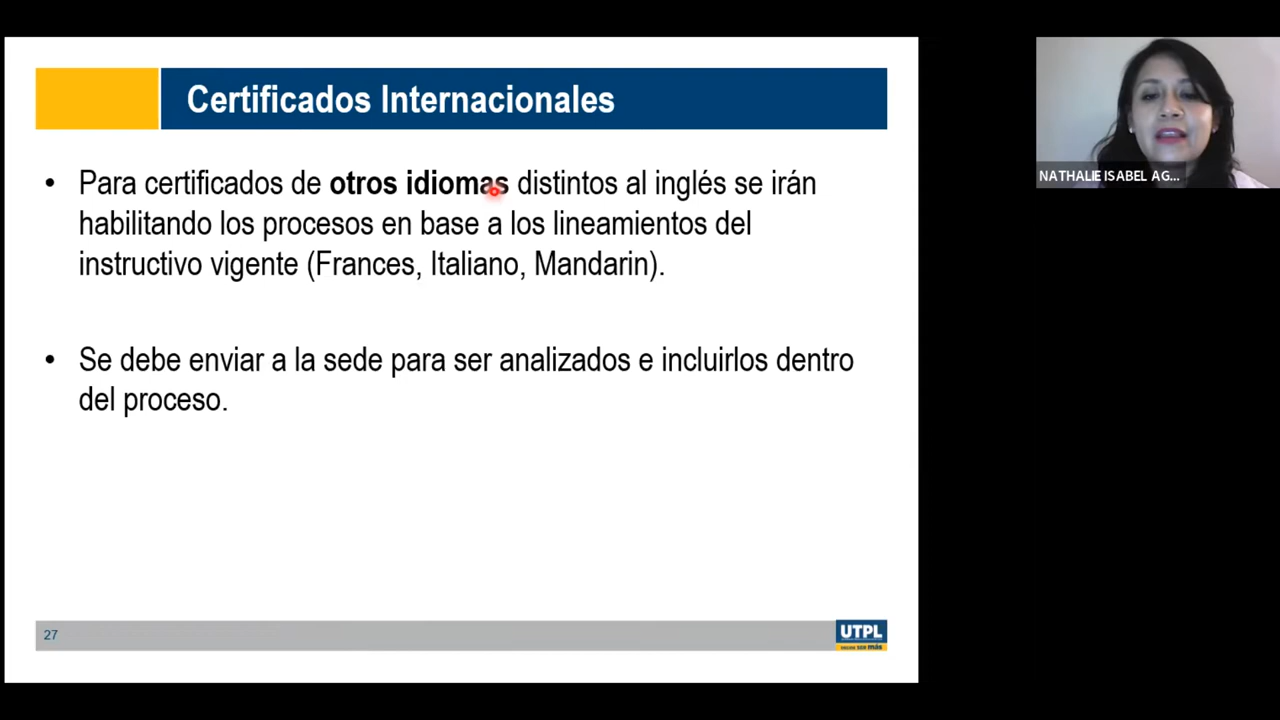 Certificados Internacionales
NATHALIE ISABEL AG...
• Para certificados de otros idiomas distintos al inglés se irán
habilitando los procesos en base a los lineamientos del
instructivo vigente (Frances, Italiano, Mandarin).
• Se debe enviar a la sede para ser analizados e incluirlos dentro
del proceso.
27
UTPL